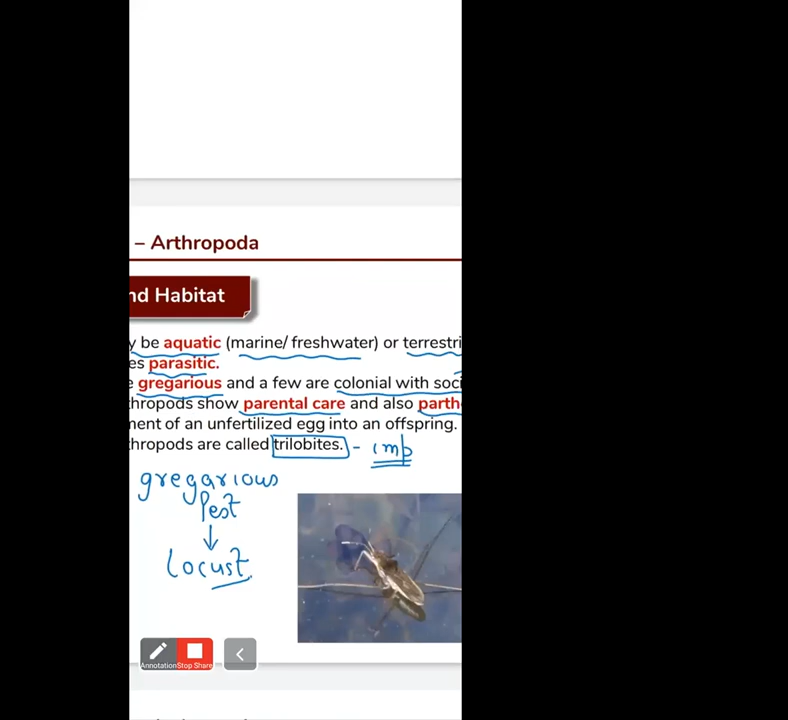 – Arthropoda
nd Habitat
y be aquatic (marine/ freshwater) or terrestri
es parasitic.
e gregarious and a few are colonial with soci
thropods show parental care and also parth
nent of an unfertilized egg into an offspring.
thropods are called trilobites. - imp
gregarious
Pest
↓
Locust
Annotation Stop Share